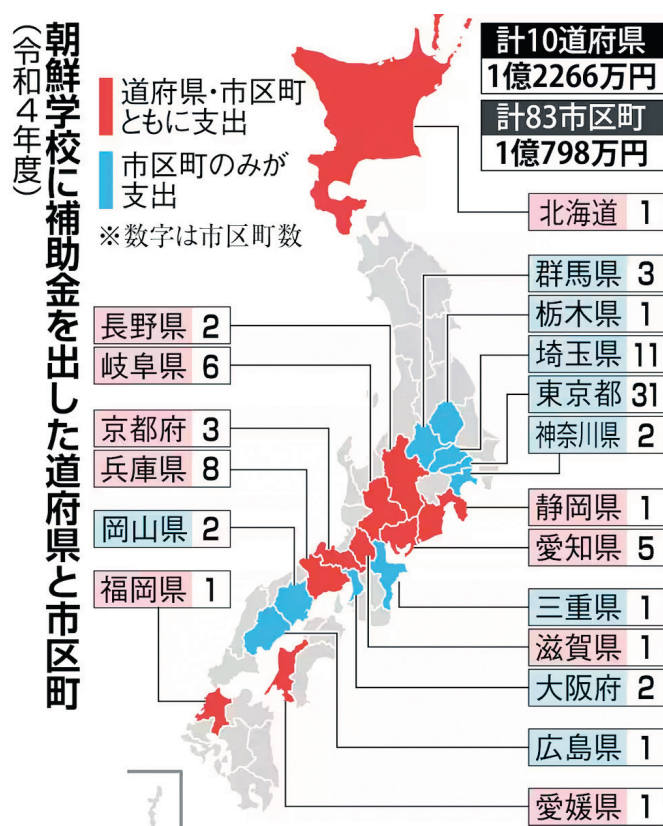 朝鮮学校に補助金を出した道府県と市区町
(令和4年度)
道府県・市区町
ともに支出
市区町のみが
支出
※数字は市区町数
計10道府県
1億2266万円
計83市区町
1億798万円
北海道 1
群馬県 3
栃木県 1
埼玉県 11
東京都 31
神奈川県 2
長野県 2
岐阜県 6
京都府 3
兵庫県 8
岡山県 2
福岡県 1
静岡県 1
愛知県 5
三重県 1
滋賀県 1
大阪府 2
広島県 1
愛媛県 1